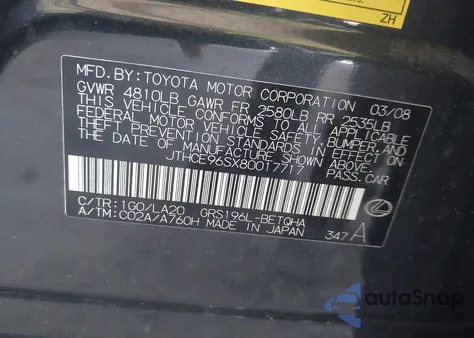 ZH
MFD. BY: TOYOTA MOTOR CORPORATION 03/08
GVWR 4810LB GAWR FR 2580LB RR 2535LB
THIS VEHICLE CONFORMS TO ALL APPLICABLE
FEDERAL MOTOR VEHICLE SAFETY, BUMPER, AND
THEFT PREVENTION STANDARDS IN EFFECT ON
THE DATE OF MANUFACTURE SHOWN ABOVE.
JTHCE96SX80017717 PASS.CAR
C/TR:1G0/LA20 GRS196L-BETQHA
A/TM:C02A/A760H MADE IN JAPAN 347 A
autoSnap